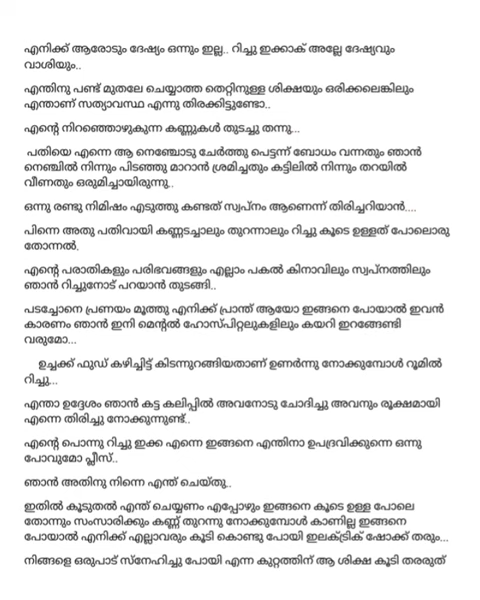 എനിക്ക് ആരോടും ദേഷ്യം ഒന്നും ഇല്ല.. റിച്ചു ഇക്കാക് അല്ലേ ദേഷ്യവും
വാശിയും..
എന്തിനു പണ്ട് മുതലേ ചെയ്യാത്ത തെറ്റിനുള്ള ശിക്ഷയും ഒരിക്കലെങ്കിലും
എന്താണ് സത്യാവസ്ഥ എന്നു തിരക്കിട്ടുണ്ടോ..
എന്റെ നിറഞ്ഞൊഴുകുന്ന കണ്ണുകൾ തുടച്ചു തന്നു...
പതിയെ എന്നെ ആ നെഞ്ചോടു ചേർത്തു പെട്ടന്ന് ബോധം വന്നതും ഞാൻ
നെഞ്ചിൽ നിന്നും പിടഞ്ഞു മാറാൻ ശ്രമിച്ചതും കട്ടിലിൽ നിന്നും തറയിൽ
വീണതും ഒരുമിച്ചായിരുന്നു..
ഒന്നു രണ്ടു നിമിഷം എടുത്തു കണ്ടത് സ്വപ്നം ആണെന്ന് തിരിച്ചറിയാൻ....
പിന്നെ അതു പതിവായി കണ്ണടച്ചാലും തുറന്നാലും റിച്ചു കൂടെ ഉള്ളത് പോലൊരു
തോന്നൽ.
എന്റെ പരാതികളും പരിഭവങ്ങളും എല്ലാം പകൽ കിനാവിലും സ്വപ്നത്തിലും
ഞാൻ റിച്ചുനോട് പറയാൻ തുടങ്ങി..
പടച്ചോനെ പ്രണയം മൂത്തു എനിക്ക് പ്രാന്ത് ആയോ ഇങ്ങനെ പോയാൽ ഇവൻ
കാരണം ഞാൻ ഇനി മെന്റൽ ഹോസ്പിറ്റലുകളിലും കയറി ഇറങ്ങേണ്ടി
വരുമോ...
ഉച്ചക്ക് ഫുഡ് കഴിച്ചിട്ട് കിടന്നുറങ്ങിയതാണ് ഉണർന്നു നോക്കുമ്പോൾ റൂമിൽ
റിച്ചു...
എന്താ ഉദ്ദേശം ഞാൻ കട്ട കലിപ്പിൽ അവനോടു ചോദിച്ചു അവനും രൂക്ഷമായി
എന്നെ തിരിച്ചു നോക്കുന്നുണ്ട്..
എന്റെ പൊന്നു റിച്ചു ഇക്ക എന്നെ ഇങ്ങനെ എന്തിനാ ഉപദ്രവിക്കുന്നെ ഒന്നു
പോവുമോ പ്ലീസ്..
ഞാൻ അതിനു നിന്നെ എന്ത് ചെയ്തു..
ഇതിൽ കൂടുതൽ എന്ത് ചെയ്യണം എപ്പോഴും ഇങ്ങനെ കൂടെ ഉള്ള പോലെ
തോന്നും സംസാരിക്കും കണ്ണ് തുറന്നു നോക്കുമ്പോൾ കാണില്ല ഇങ്ങനെ
പോയാൽ എനിക്ക് എല്ലാവരും കൂടി കൊണ്ടു പോയി ഇലക്ട്രിക് ഷോക്ക് തരും...
നിങ്ങളെ ഒരുപാട് സ്നേഹിച്ചു പോയി എന്ന കുറ്റത്തിന് ആ ശിക്ഷ കൂടി തരരുത്